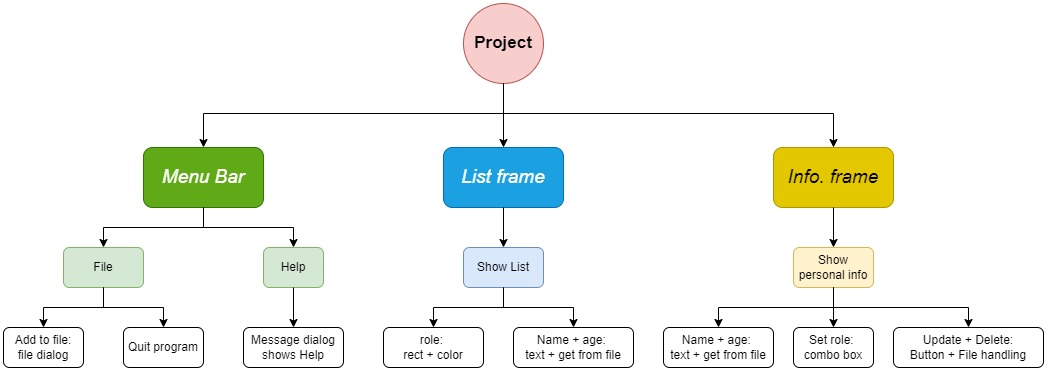 Project
Menu Bar
List frame
Info. frame
File
Help
Show List
Show
personal info
Add to file:
file dialog
Quit program
Message dialog
shows Help
role:
rect + color
Name + age:
text + get from file
Name + age:
text + get from file
Set role:
combo box
Update + Delete:
Button + File handling